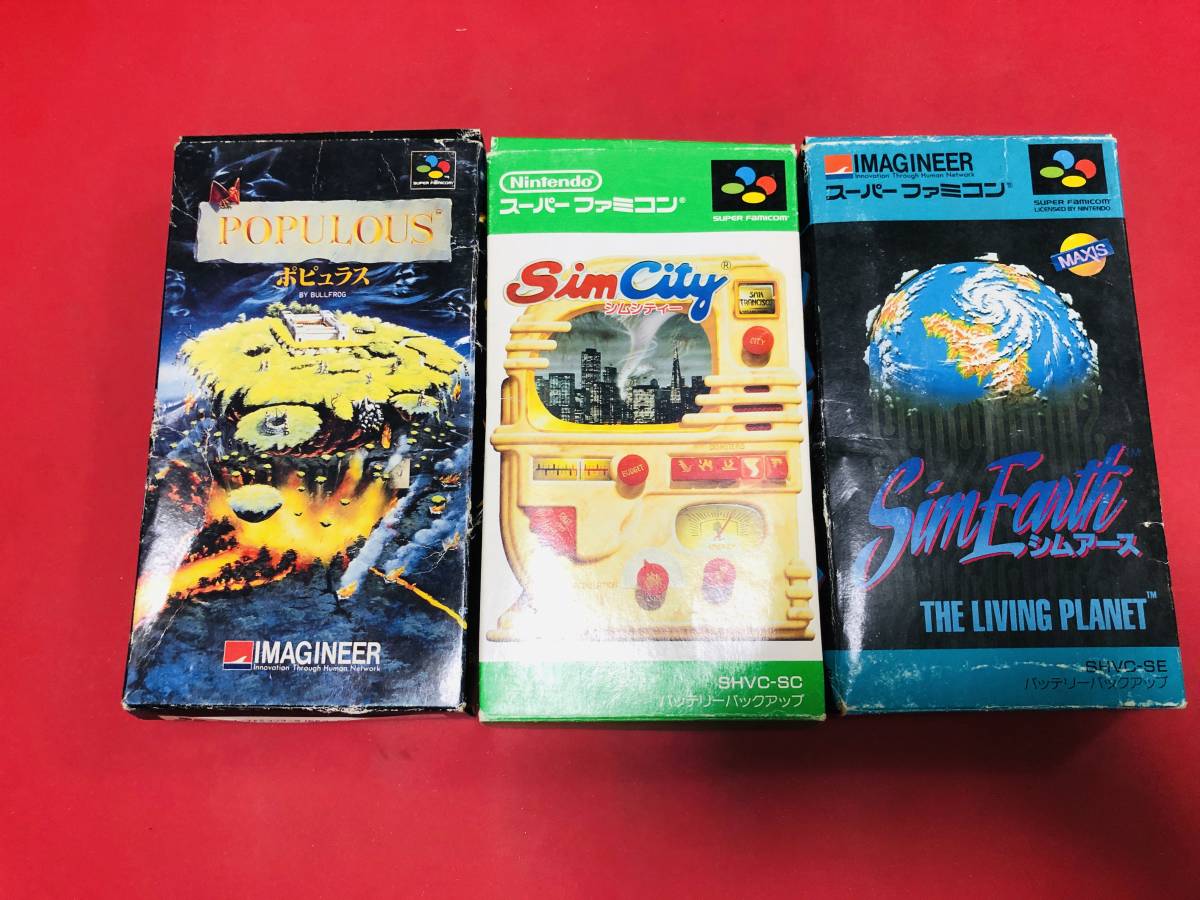 SUPER FAMICOM
POPULOUS™
ポピュラス
BY BULLFROG
IMAGINEER
Innovation Through Human Network
Nintendo®
スーパーファミコン®
SUPER FAMICOM
SimCity®
シムシティー
SAN
FRANCISCO
CITY
BUDGET
SHVC-SC
バッテリーバックアップ
IMAGINEER
Innovation Through Human Network
スーパーファミコン®
SUPER FAMICOM
LICENSED BY NINTENDO
MAXIS
SimEarth™
シムアース
THE LIVING PLANET™
SHVC-SE
バッテリーバックアップ